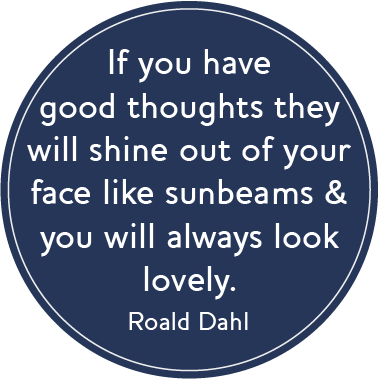 If you have
good thoughts they
will shine out of your
face like sunbeams &
you will always look
lovely.
Roald Dahl